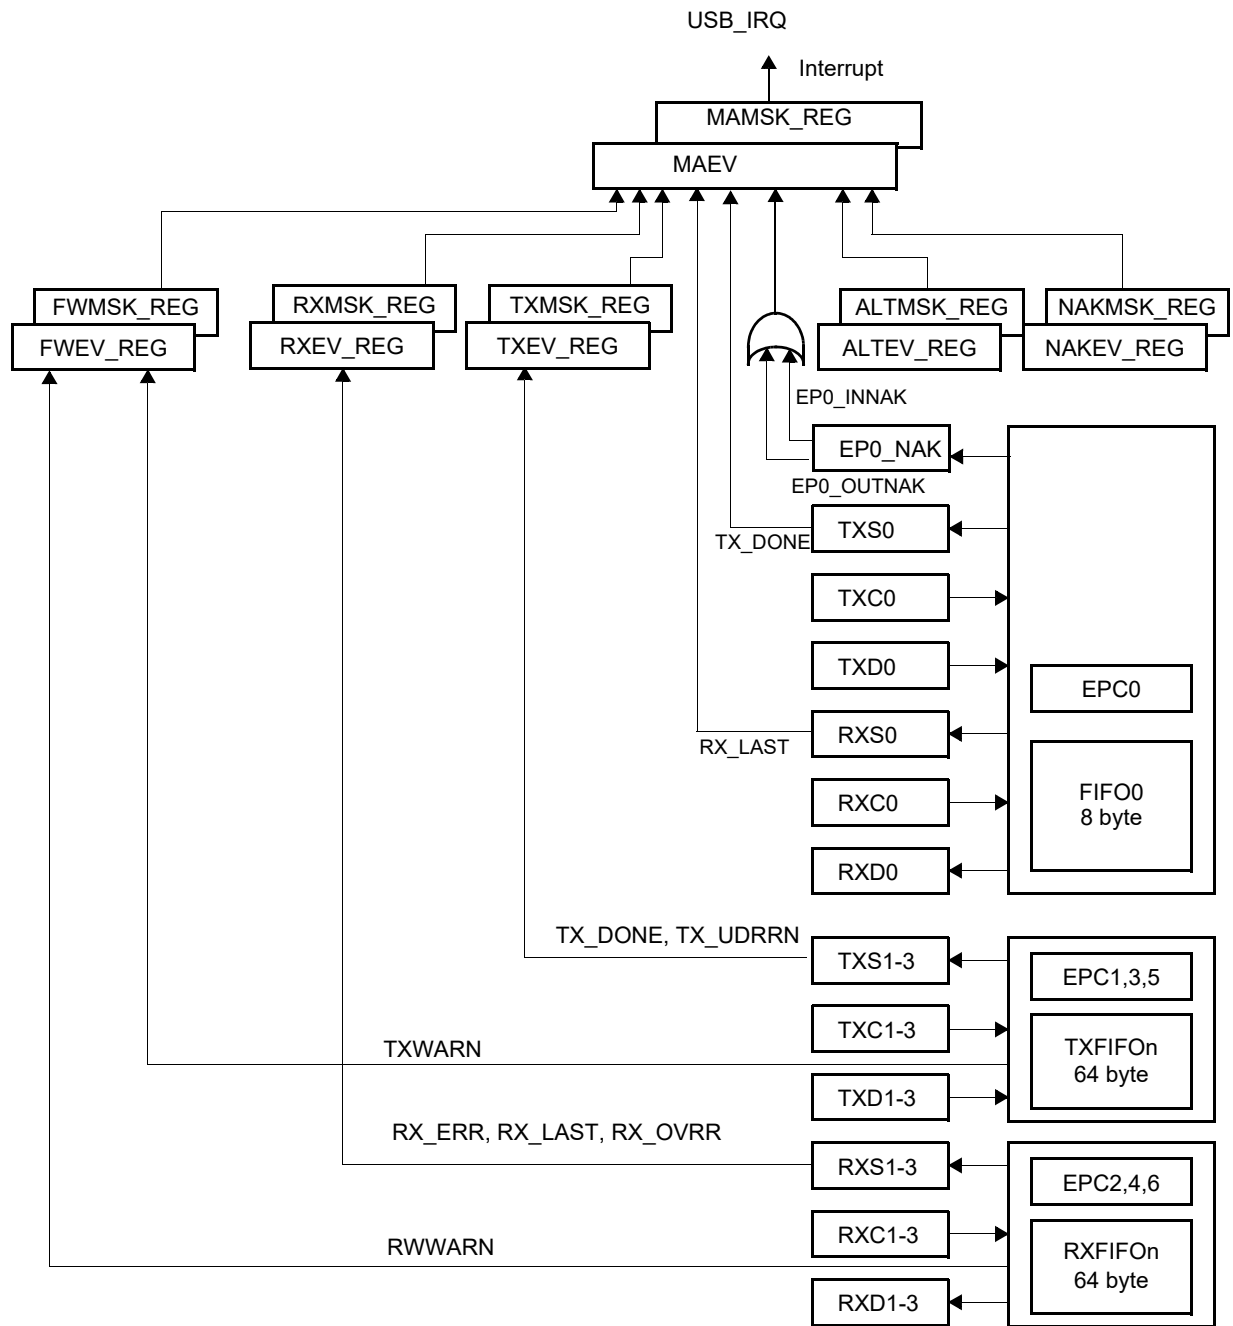 USB_IRQ
Interrupt
MAMSK_REG
MAEV
FWMSK_REG
RXMSK_REG
TXMSK_REG
ALTMSK_REG
NAKMSK_REG
FWEV_REG
RXEV_REG
TXEV_REG
ALTEV_REG
NAKEV_REG
EP0_INNAK
EP0_NAK
EP0_OUTNAK
TXS0
TX_DONE
TXC0
TXD0
EPC0
RXS0
RX_LAST
FIFO0
8 byte
RXC0
RXD0
TX_DONE, TX_UDRRN
TXS1-3
EPC1,3,5
TXC1-3
TXWARN
TXFIFOn
64 byte
TXD1-3
RX_ERR, RX_LAST, RX_OVRR
RXS1-3
EPC2,4,6
RXC1-3
RWWARN
RXFIFOn
64 byte
RXD1-3